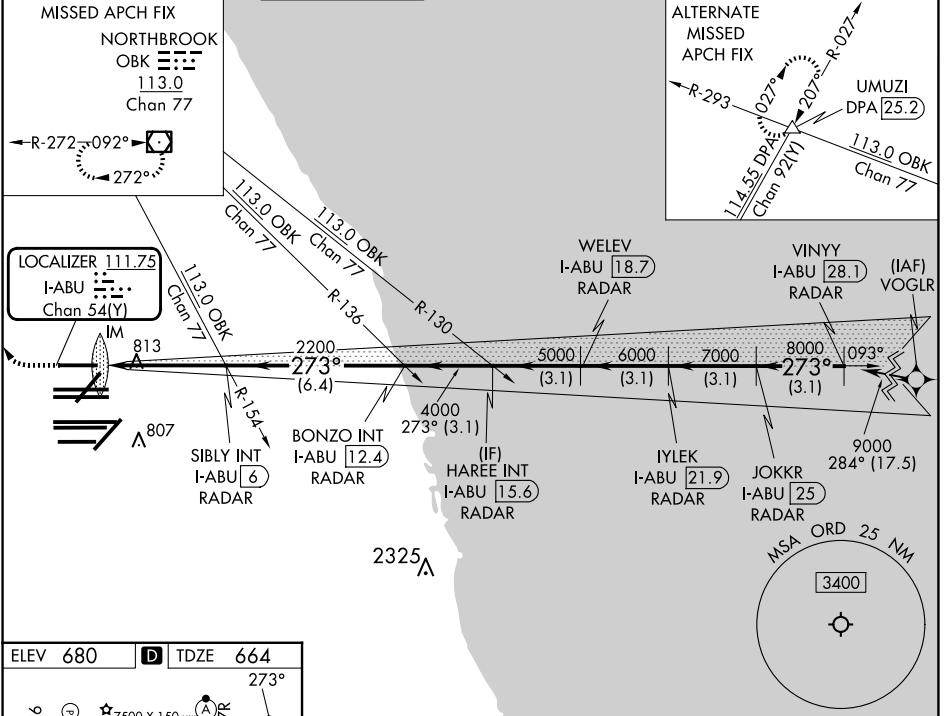 MISSED APCH FIX
NORTHBROOK
OBK
113.0
Chan 77
R-272
092°
272°
ALTERNATE
MISSED
APCH FIX
R-027
R-293
027°
207°
UMUZI
DPA 25.2
114.55 DPA
Chan 92(Y)
113.0 OBK
Chan 77
113.0 OBK
Chan 77
113.0 OBK
Chan 77
113.0 OBK
Chan 77
R-136
R-130
R-154
LOCALIZER 111.75
I-ABU
Chan 54(Y)
IM
813
807
WELEV
I-ABU 18.7
RADAR
VINYY
I-ABU 28.1
RADAR
(IAF)
VOGLR
2200
273°
(6.4)
4000
273° (3.1)
5000
(3.1)
6000
(3.1)
7000
(3.1)
8000
273°
(3.1)
093°
9000
284° (17.5)
SIBLY INT
I-ABU 6
RADAR
BONZO INT
I-ABU 12.4
RADAR
(IF)
HAREE INT
I-ABU 15.6
RADAR
IYLEK
I-ABU 21.9
RADAR
JOKKR
I-ABU 25
RADAR
2325
MSA ORD 25 NM
3400
ELEV 680 D TDZE 664
273°
P
7500 X 150
A